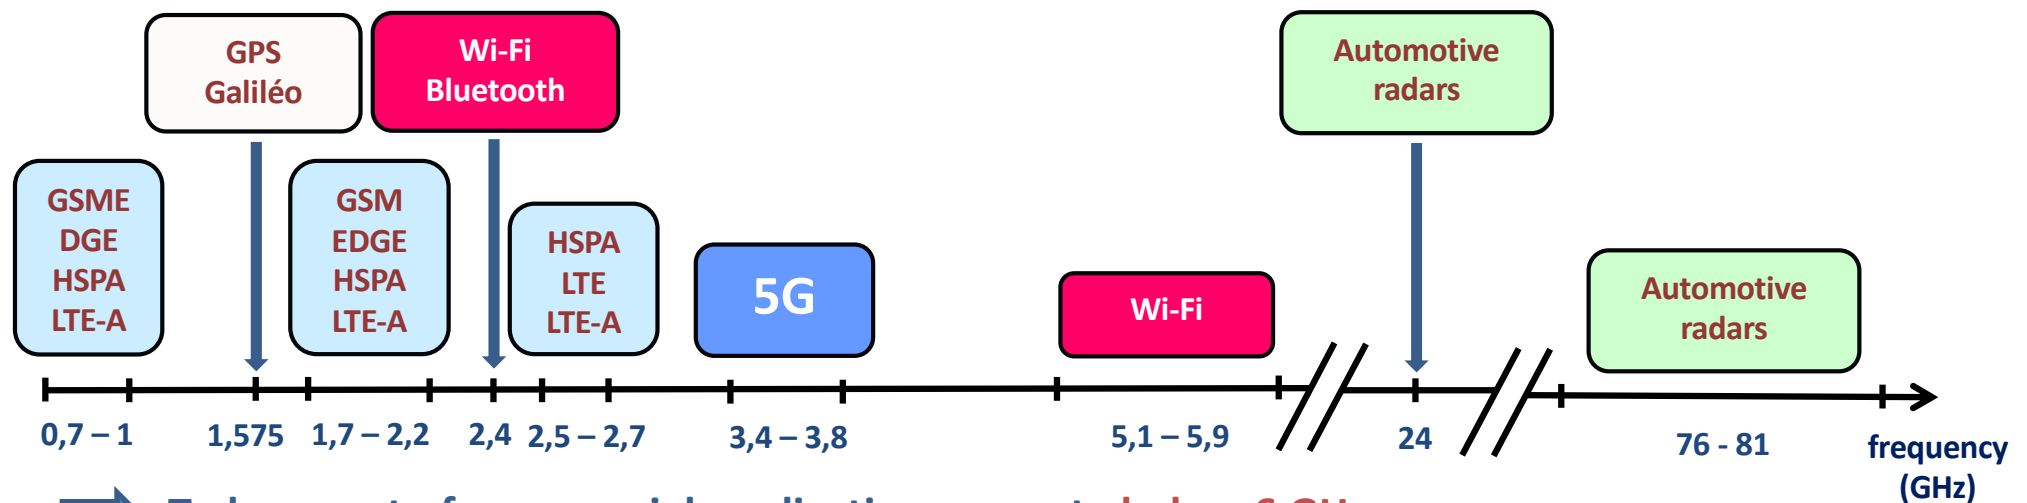 GPS
Galiléo
Wi-Fi
Bluetooth
Automotive
radars
GSME
DGE
HSPA
LTE-A
GSM
EDGE
HSPA
LTE-A
HSPA
LTE
LTE-A
5G
Wi-Fi
Automotive
radars
0,7 – 1
1,575
1,7 – 2,2
2,4
2,5 – 2,7
3,4 – 3,8
5,1 – 5,9
24
76 - 81
frequency
(GHz)